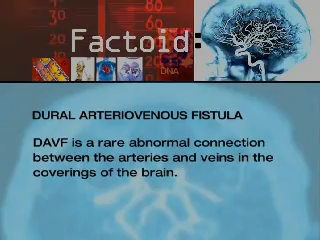 Factoid:
DNA
DURAL ARTERIOVENOUS FISTULA
DAVF is a rare abnormal connection
between the arteries and veins in the
coverings of the brain.